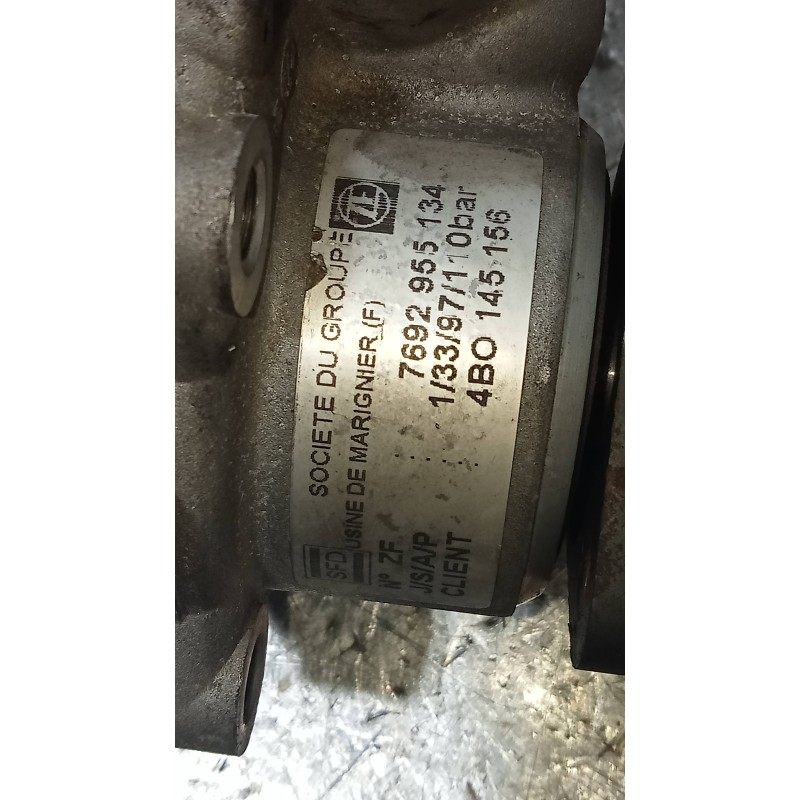 SOCIETE DU GROUPE ZF
SFD USINE DE MARIGNIER (F)
N° ZF : 7692 955 134
J/S/A/P : 1/33/97/110bar
CLIENT : 4BO 145 156